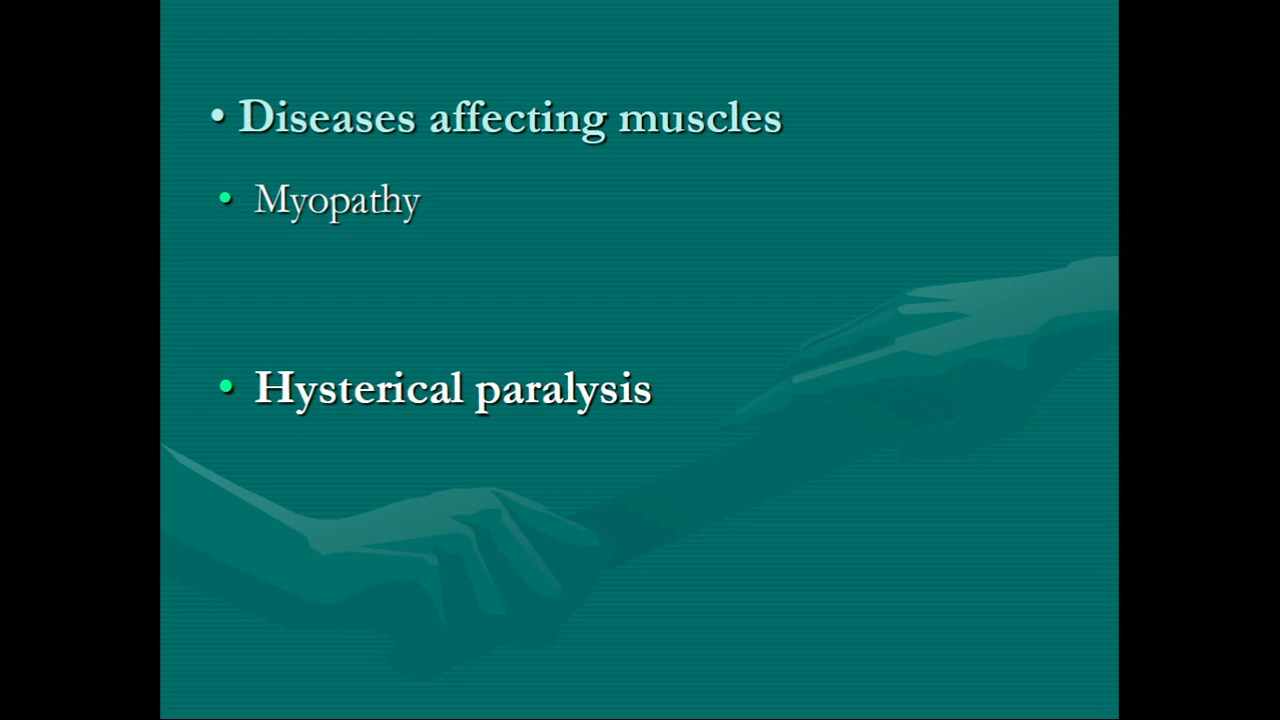 • Diseases affecting muscles
• Myopathy
• Hysterical paralysis